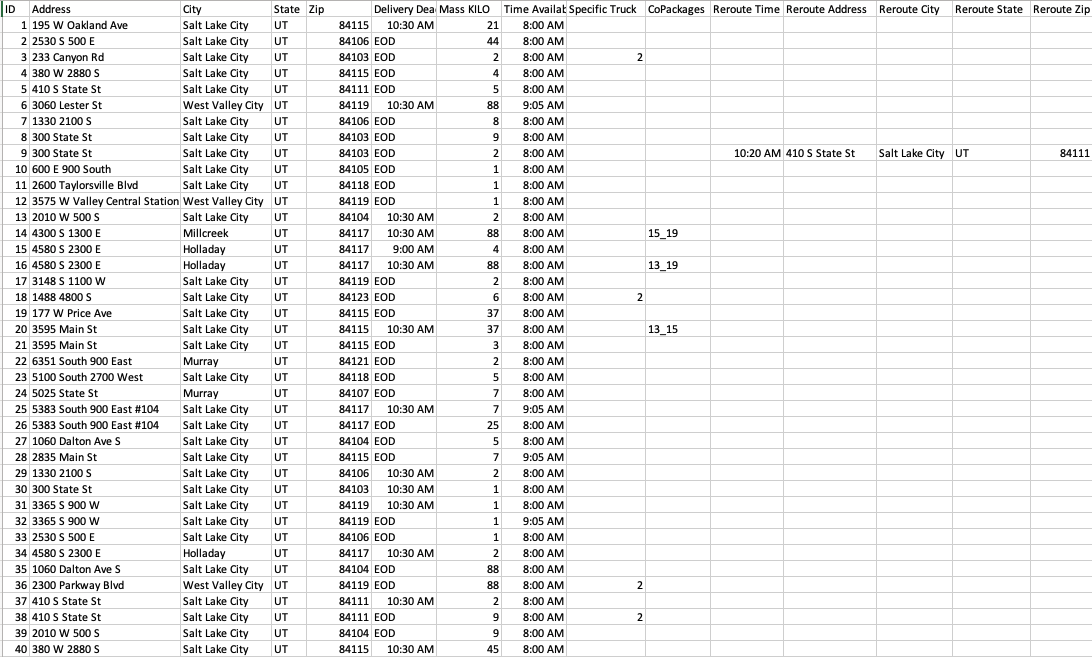 ID Address City State Zip Delivery Dea Mass KILO Time Availab Specific Truck CoPackages Reroute Time Reroute Address Reroute City Reroute State Reroute Zip
1 195 W Oakland Ave Salt Lake City UT 84115 10:30 AM 21 8:00 AM
2 2530 S 500 E Salt Lake City UT 84106 EOD 44 8:00 AM
3 233 Canyon Rd Salt Lake City UT 84103 EOD 2 8:00 AM 2
4 380 W 2880 S Salt Lake City UT 84115 EOD 4 8:00 AM
5 410 S State St Salt Lake City UT 84111 EOD 5 8:00 AM
6 3060 Lester St West Valley City UT 84119 10:30 AM 88 9:05 AM
7 1330 2100 S Salt Lake City UT 84106 EOD 8 8:00 AM
8 300 State St Salt Lake City UT 84103 EOD 9 8:00 AM
9 300 State St Salt Lake City UT 84103 EOD 2 8:00 AM 10:20 AM 410 S State St Salt Lake City UT 84111
10 600 E 900 South Salt Lake City UT 84105 EOD 1 8:00 AM
11 2600 Taylorsville Blvd Salt Lake City UT 84118 EOD 1 8:00 AM
12 3575 W Valley Central Station West Valley City UT 84119 EOD 1 8:00 AM
13 2010 W 500 S Salt Lake City UT 84104 10:30 AM 2 8:00 AM
14 4300 S 1300 E Millcreek UT 84117 10:30 AM 88 8:00 AM 15_19
15 4580 S 2300 E Holladay UT 84117 9:00 AM 4 8:00 AM
16 4580 S 2300 E Holladay UT 84117 10:30 AM 88 8:00 AM 13_19
17 3148 S 1100 W Salt Lake City UT 84119 EOD 2 8:00 AM
18 1488 4800 S Salt Lake City UT 84123 EOD 6 8:00 AM 2
19 177 W Price Ave Salt Lake City UT 84115 EOD 37 8:00 AM
20 3595 Main St Salt Lake City UT 84115 10:30 AM 37 8:00 AM 13_15
21 3595 Main St Salt Lake City UT 84115 EOD 3 8:00 AM
22 6351 South 900 East Murray UT 84121 EOD 2 8:00 AM
23 5100 South 2700 West Salt Lake City UT 84118 EOD 5 8:00 AM
24 5025 State St Murray UT 84107 EOD 7 8:00 AM
25 5383 South 900 East #104 Salt Lake City UT 84117 10:30 AM 7 9:05 AM
26 5383 South 900 East #104 Salt Lake City UT 84117 EOD 25 8:00 AM
27 1060 Dalton Ave S Salt Lake City UT 84104 EOD 5 8:00 AM
28 2835 Main St Salt Lake City UT 84115 EOD 7 9:05 AM
29 1330 2100 S Salt Lake City UT 84106 10:30 AM 2 8:00 AM
30 300 State St Salt Lake City UT 84103 10:30 AM 1 8:00 AM
31 3365 S 900 W Salt Lake City UT 84119 10:30 AM 1 8:00 AM
32 3365 S 900 W Salt Lake City UT 84119 EOD 1 9:05 AM
33 2530 S 500 E Salt Lake City UT 84106 EOD 1 8:00 AM
34 4580 S 2300 E Holladay UT 84117 10:30 AM 2 8:00 AM
35 1060 Dalton Ave S Salt Lake City UT 84104 EOD 88 8:00 AM
36 2300 Parkway Blvd West Valley City UT 84119 EOD 88 8:00 AM 2
37 410 S State St Salt Lake City UT 84111 10:30 AM 2 8:00 AM
38 410 S State St Salt Lake City UT 84111 EOD 9 8:00 AM 2
39 2010 W 500 S Salt Lake City UT 84104 EOD 9 8:00 AM
40 380 W 2880 S Salt Lake City UT 84115 10:30 AM 45 8:00 AM